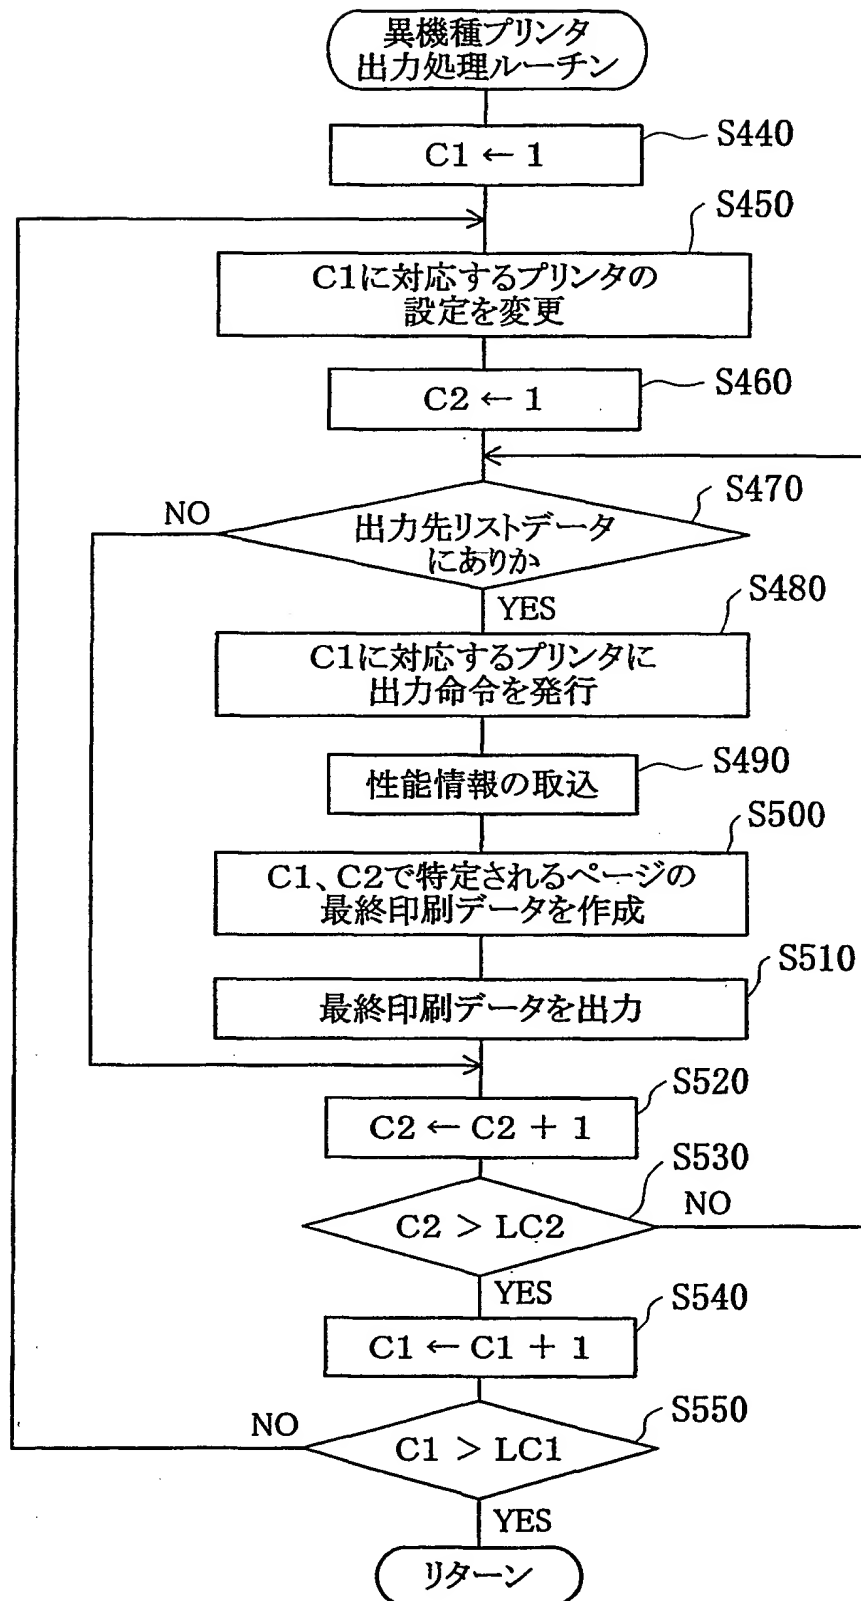 異機種プリンタ
出力処理ルーチン
S440
C1 ← 1
S450
C1に対応するプリンタの
設定を変更
S460
C2 ← 1
S470
NO
出力先リストデータ
にありか
YES
S480
C1に対応するプリンタに
出力命令を発行
S490
性能情報の取込
S500
C1、C2で特定されるページの
最終印刷データを作成
S510
最終印刷データを出力
S520
C2 ← C2 + 1
S530
C2 > LC2
NO
YES
S540
C1 ← C1 + 1
S550
NO
C1 > LC1
YES
リターン